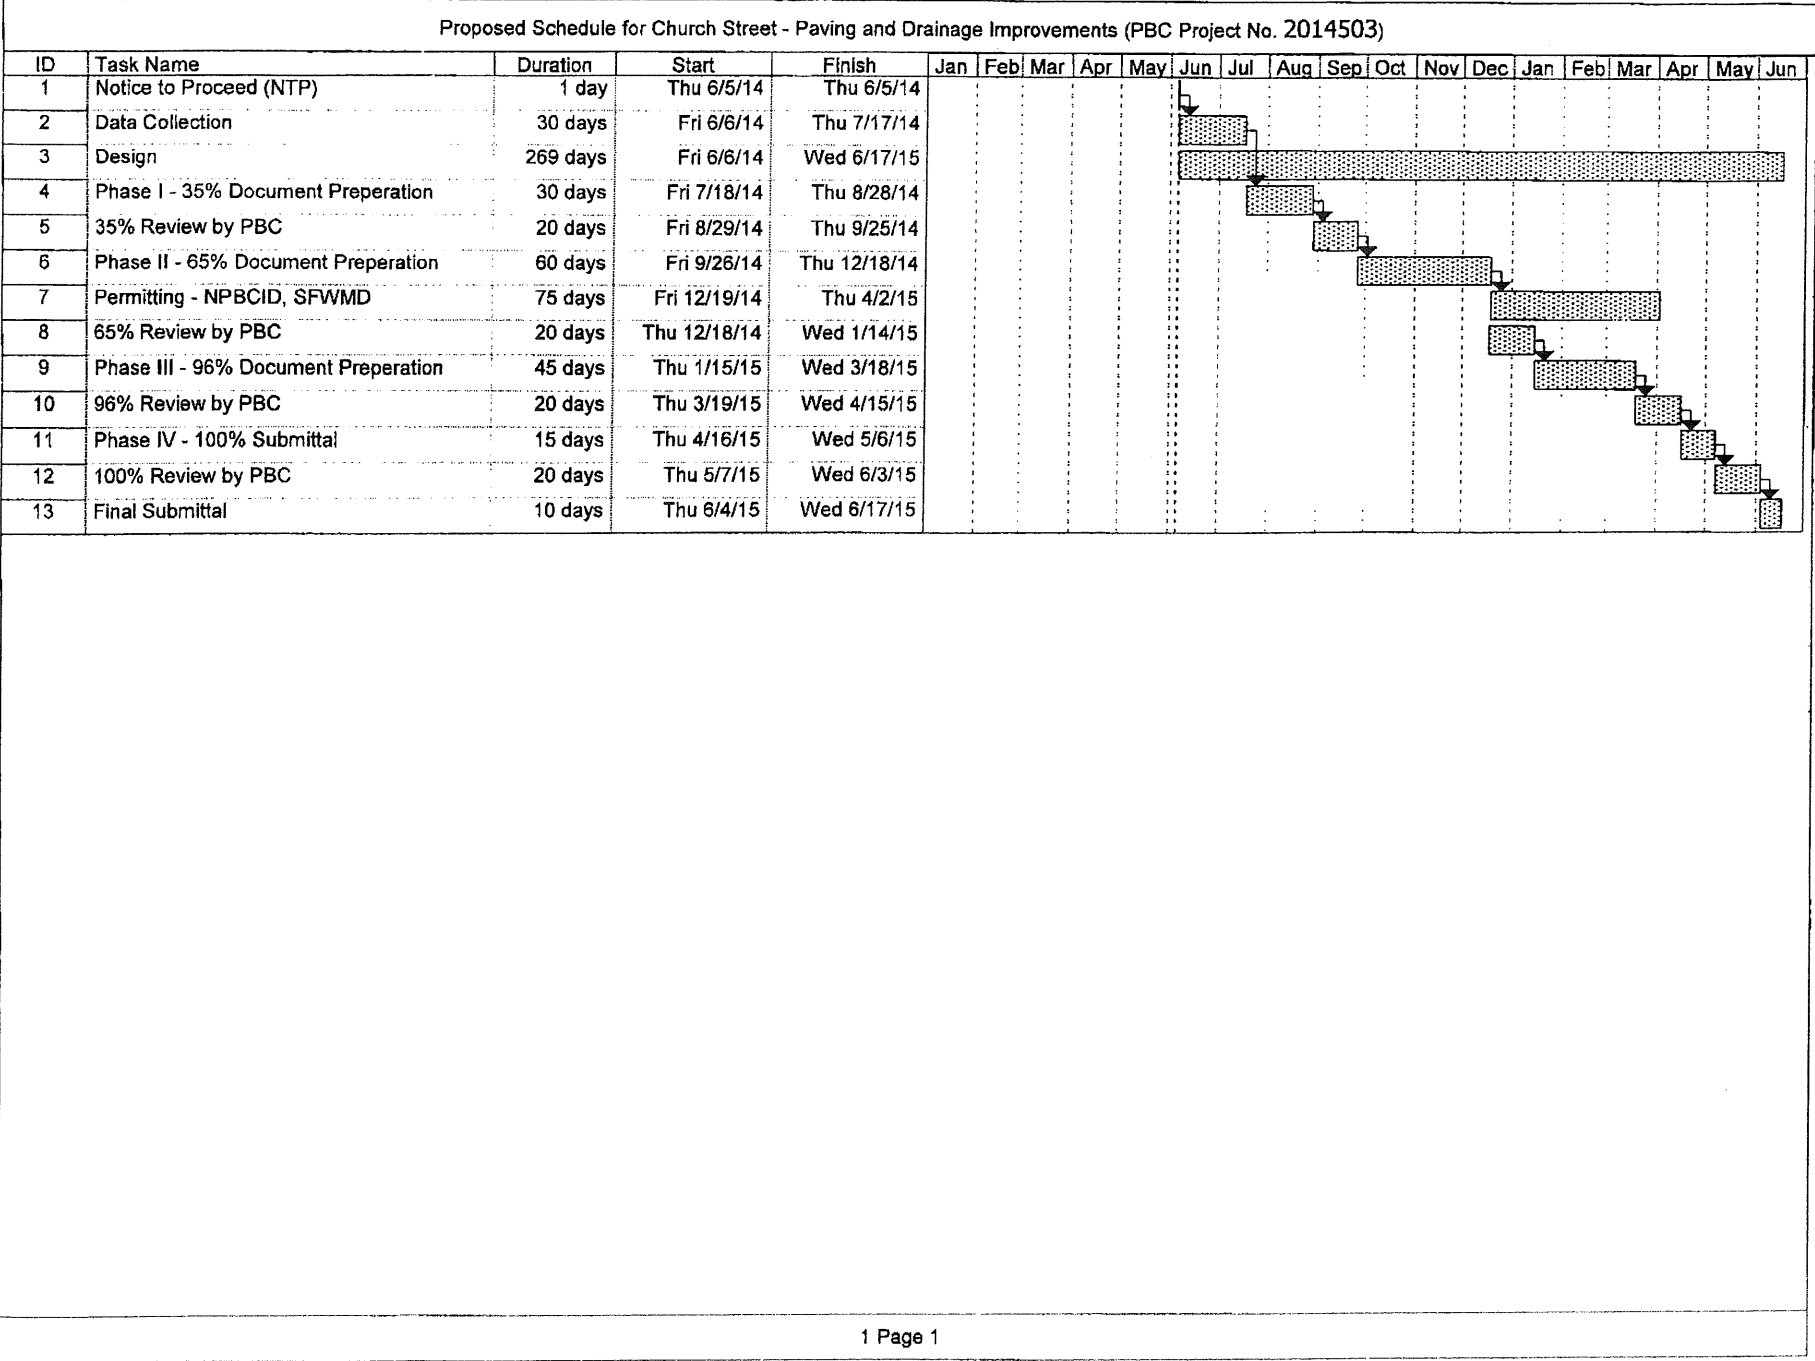 Proposed Schedule for Church Street - Paving and Drainage Improvements (PBC Project No. 2014503)
ID Task Name Duration Start Finish Jan Feb Mar Apr May Jun Jul Aug Sep Oct Nov Dec Jan Feb Mar Apr May Jun
1 Notice to Proceed (NTP) 1 day Thu 6/5/14 Thu 6/5/14
2 Data Collection 30 days Fri 6/6/14 Thu 7/17/14
3 Design 269 days Fri 6/6/14 Wed 6/17/15
4 Phase I - 35% Document Preperation 30 days Fri 7/18/14 Thu 8/28/14
5 35% Review by PBC 20 days Fri 8/29/14 Thu 9/25/14
6 Phase II - 65% Document Preperation 60 days Fri 9/26/14 Thu 12/18/14
7 Permitting - NPBCID, SFWMD 75 days Fri 12/19/14 Thu 4/2/15
8 65% Review by PBC 20 days Thu 12/18/14 Wed 1/14/15
9 Phase III - 96% Document Preperation 45 days Thu 1/15/15 Wed 3/18/15
10 96% Review by PBC 20 days Thu 3/19/15 Wed 4/15/15
11 Phase IV - 100% Submittal 15 days Thu 4/16/15 Wed 5/6/15
12 100% Review by PBC 20 days Thu 5/7/15 Wed 6/3/15
13 Final Submittal 10 days Thu 6/4/15 Wed 6/17/15
1 Page 1